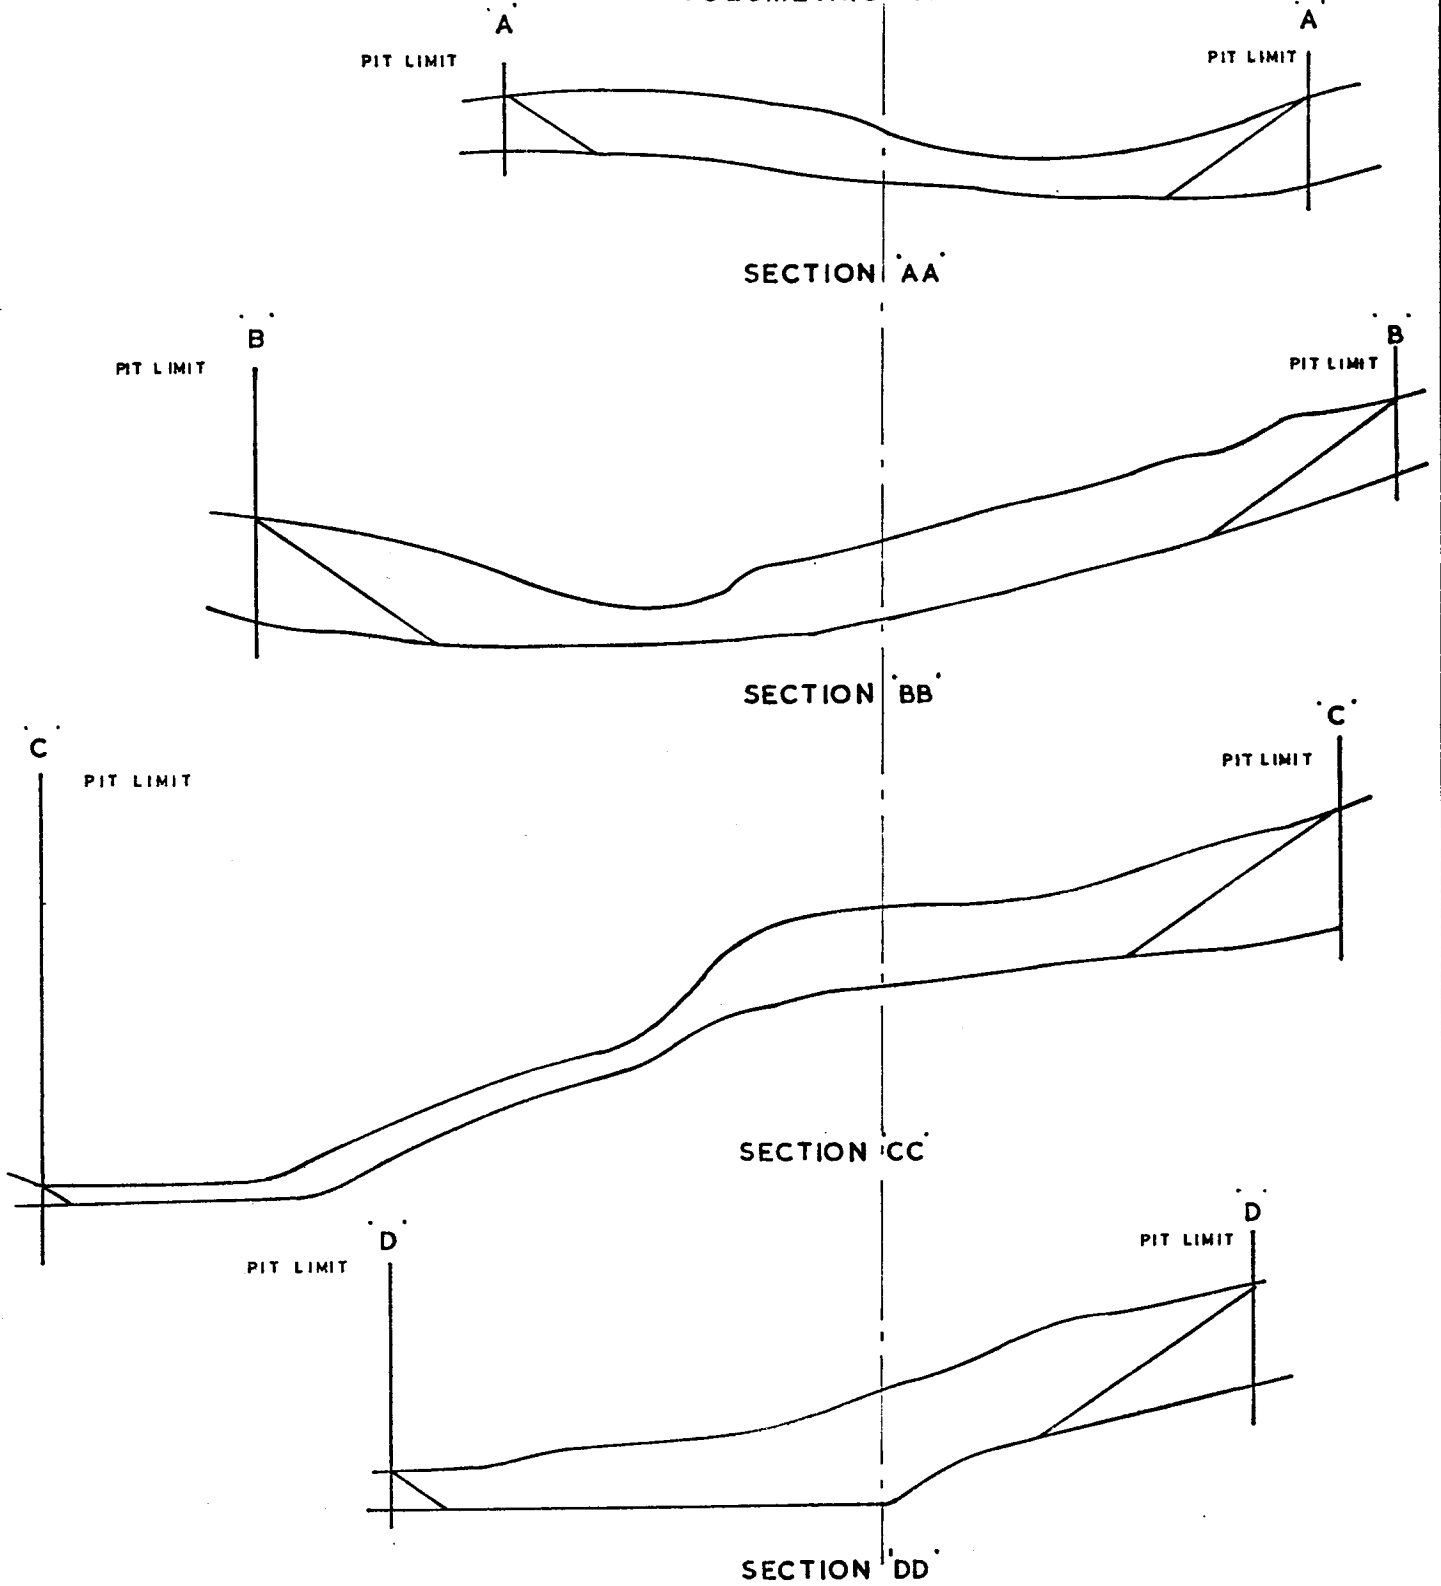 'A' 'A'
PIT LIMIT PIT LIMIT
SECTION 'AA'
'B' 'B'
PIT LIMIT PIT LIMIT
SECTION 'BB'
'C' 'C'
PIT LIMIT PIT LIMIT
SECTION 'CC'
'D' 'D'
PIT LIMIT PIT LIMIT
SECTION 'DD'